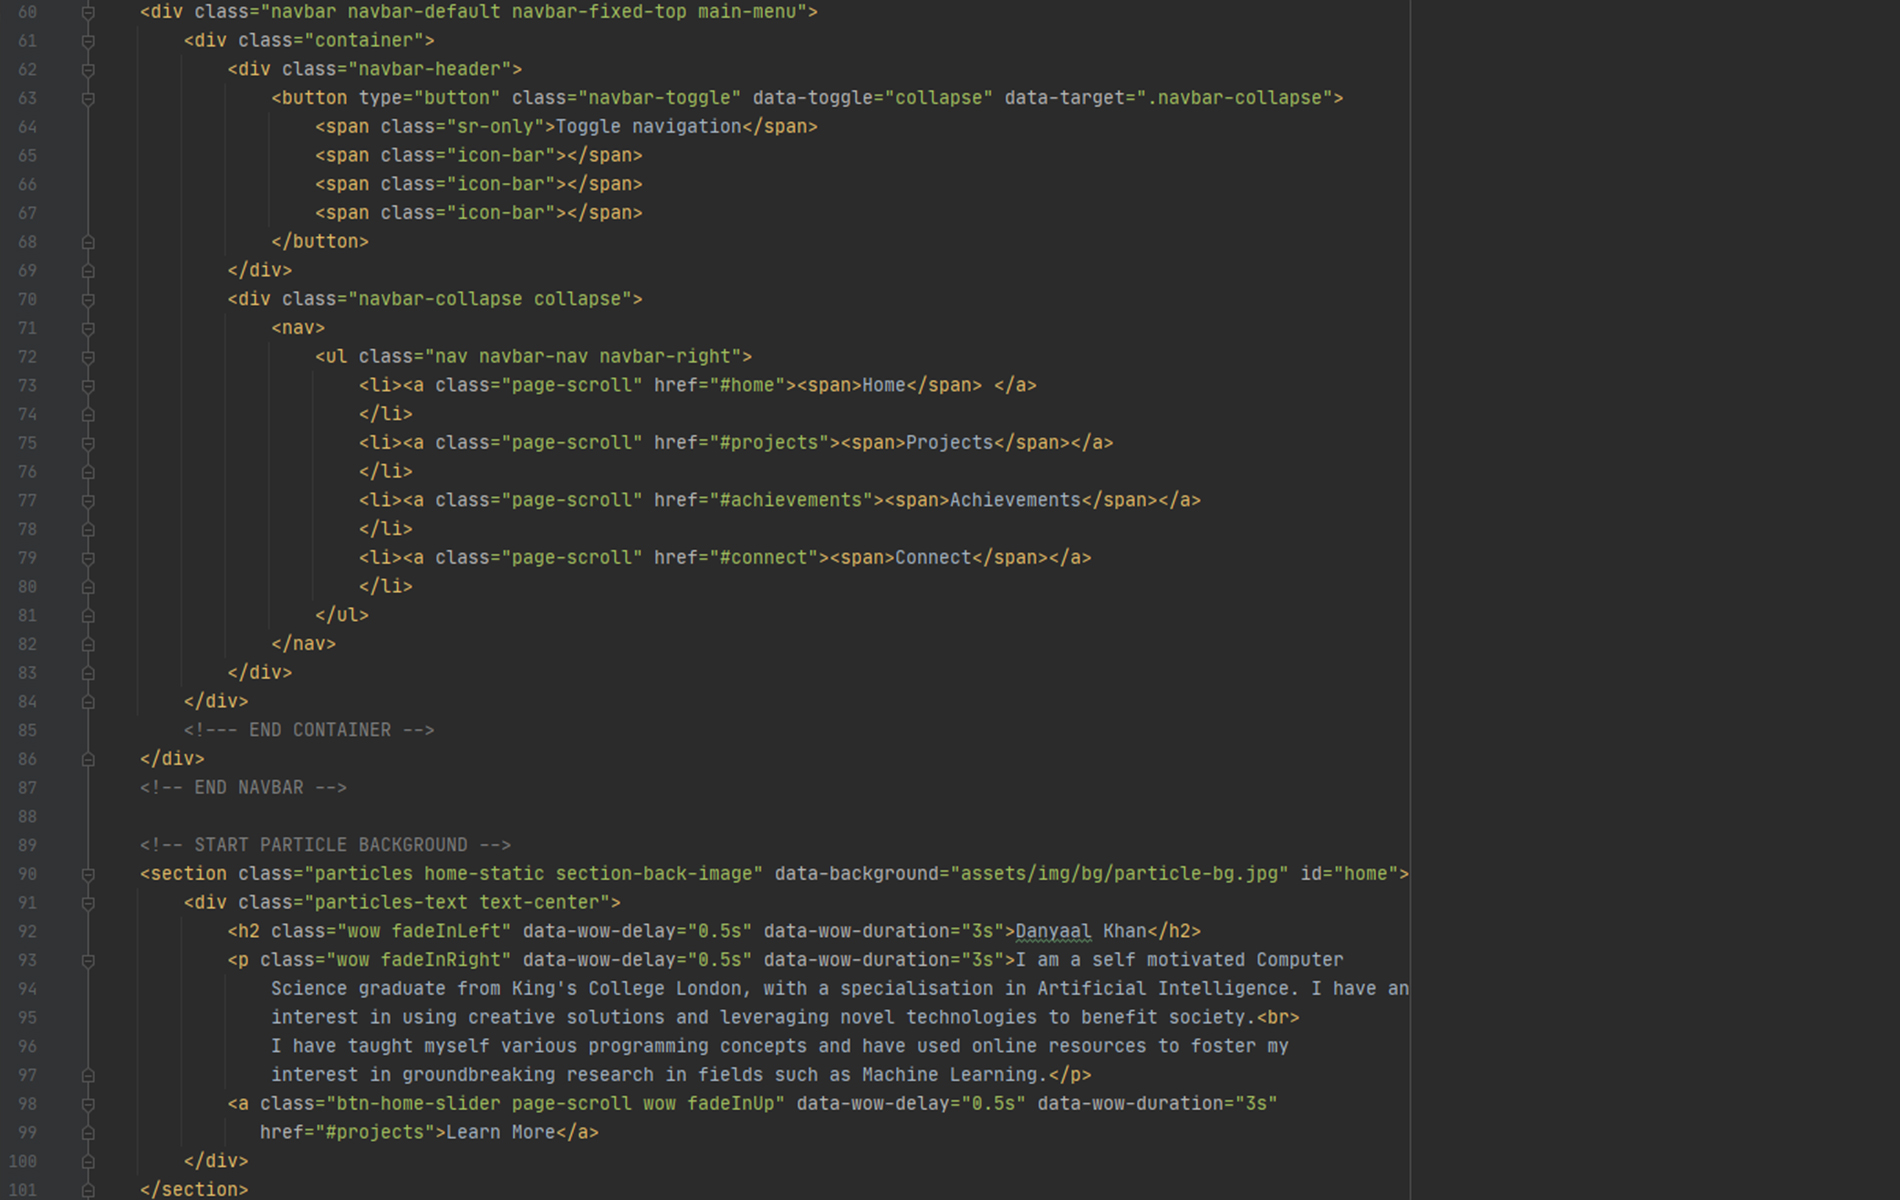 60 <div class="navbar navbar-default navbar-fixed-top main-menu">
61 <div class="container">
62 <div class="navbar-header">
63 <button type="button" class="navbar-toggle" data-toggle="collapse" data-target=".navbar-collapse">
64 <span class="sr-only">Toggle navigation</span>
65 <span class="icon-bar"></span>
66 <span class="icon-bar"></span>
67 <span class="icon-bar"></span>
68 </button>
69 </div>
70 <div class="navbar-collapse collapse">
71 <nav>
72 <ul class="nav navbar-nav navbar-right">
73 <li><a class="page-scroll" href="#home"><span>Home</span> </a>
74 </li>
75 <li><a class="page-scroll" href="#projects"><span>Projects</span></a>
76 </li>
77 <li><a class="page-scroll" href="#achievements"><span>Achievements</span></a>
78 </li>
79 <li><a class="page-scroll" href="#connect"><span>Connect</span></a>
80 </li>
81 </ul>
82 </nav>
83 </div>
84 </div>
85 <!--- END CONTAINER -->
86 </div>
87 <!-- END NAVBAR -->
88
89 <!-- START PARTICLE BACKGROUND -->
90 <section class="particles home-static section-back-image" data-background="assets/img/bg/particle-bg.jpg" id="home">
91 <div class="particles-text text-center">
92 <h2 class="wow fadeInLeft" data-wow-delay="0.5s" data-wow-duration="3s">Danyaal Khan</h2>
93 <p class="wow fadeInRight" data-wow-delay="0.5s" data-wow-duration="3s">I am a self motivated Computer
94 Science graduate from King's College London, with a specialisation in Artificial Intelligence. I have an
95 interest in using creative solutions and leveraging novel technologies to benefit society.<br>
96 I have taught myself various programming concepts and have used online resources to foster my
97 interest in groundbreaking research in fields such as Machine Learning.</p>
98 <a class="btn-home-slider page-scroll wow fadeInUp" data-wow-delay="0.5s" data-wow-duration="3s"
99 href="#projects">Learn More</a>
100 </div>
101 </section>